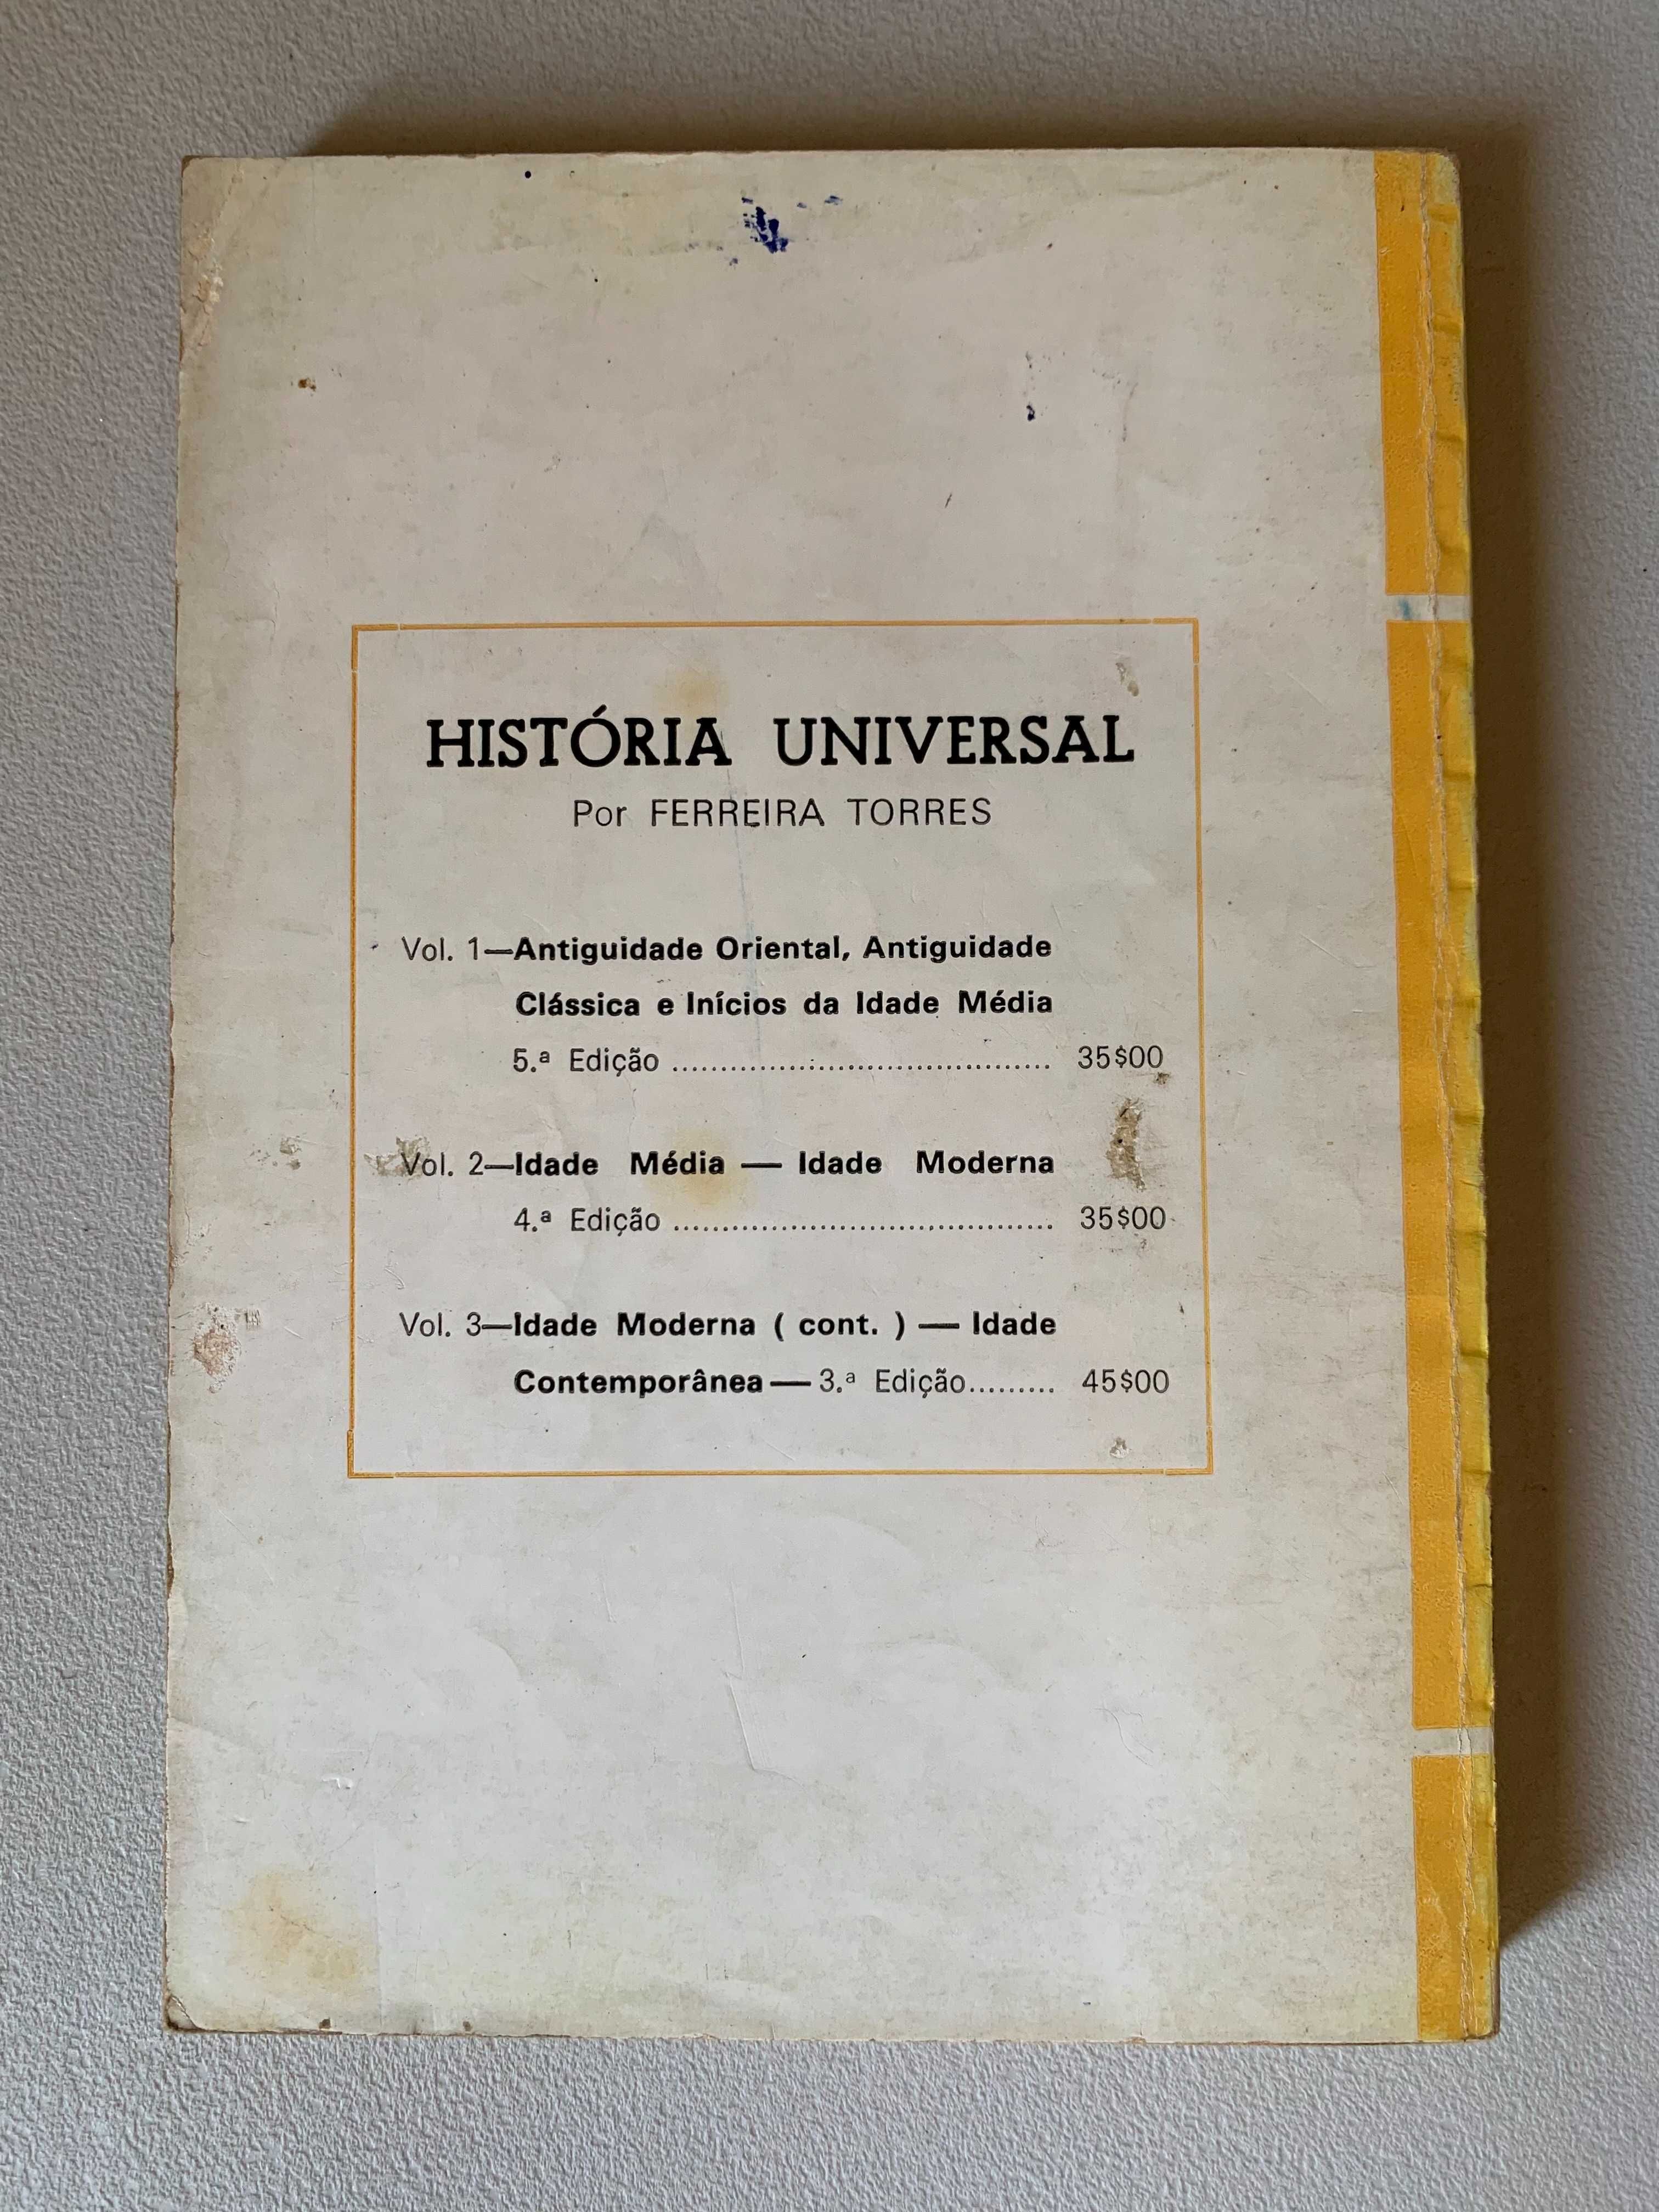 HISTÓRIA UNIVERSAL
Por FERREIRA TORRES
Vol. 1—Antiguidade Oriental, Antiguidade
Clássica e Inícios da Idade Média
5.ª Edição ....................................... 35$00
Vol. 2—Idade Média — Idade Moderna
4.ª Edição ....................................... 35$00
Vol. 3—Idade Moderna ( cont. ) — Idade
Contemporânea — 3.ª Edição......... 45$00